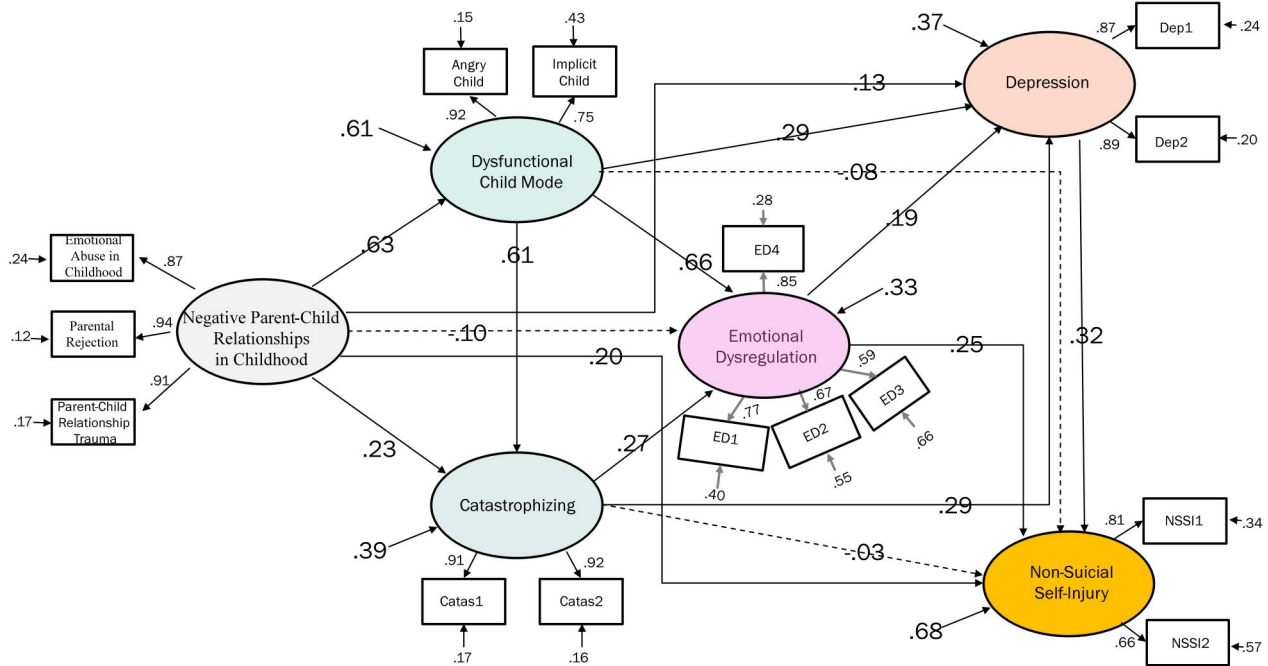 .15
.43
Angry
Child
Implicit
Child
.92
.75
.61
Dysfunctional
Child Mode
.37
Depression
.87
Dep1
.24
.89
Dep2
.20
.13
.29
-.08
.19
.28
ED4
.85
.66
.63
.61
Emotional
Abuse in
Childhood
.24
.87
Parental
Rejection
.12
.94
Parent-Child
Relationship
Trauma
.17
.91
Negative Parent-Child
Relationships
in Childhood
-.10
.20
.33
Emotional
Dysregulation
.25
.32
.59
ED3
.66
.67
ED2
.55
.77
ED1
.40
.23
.27
Catastrophizing
.39
.29
-.03
.91
.92
Catas1
Catas2
.17
.16
.81
NSSI1
.34
Non-Suicial
Self-Injury
.68
.66
NSSI2
.57